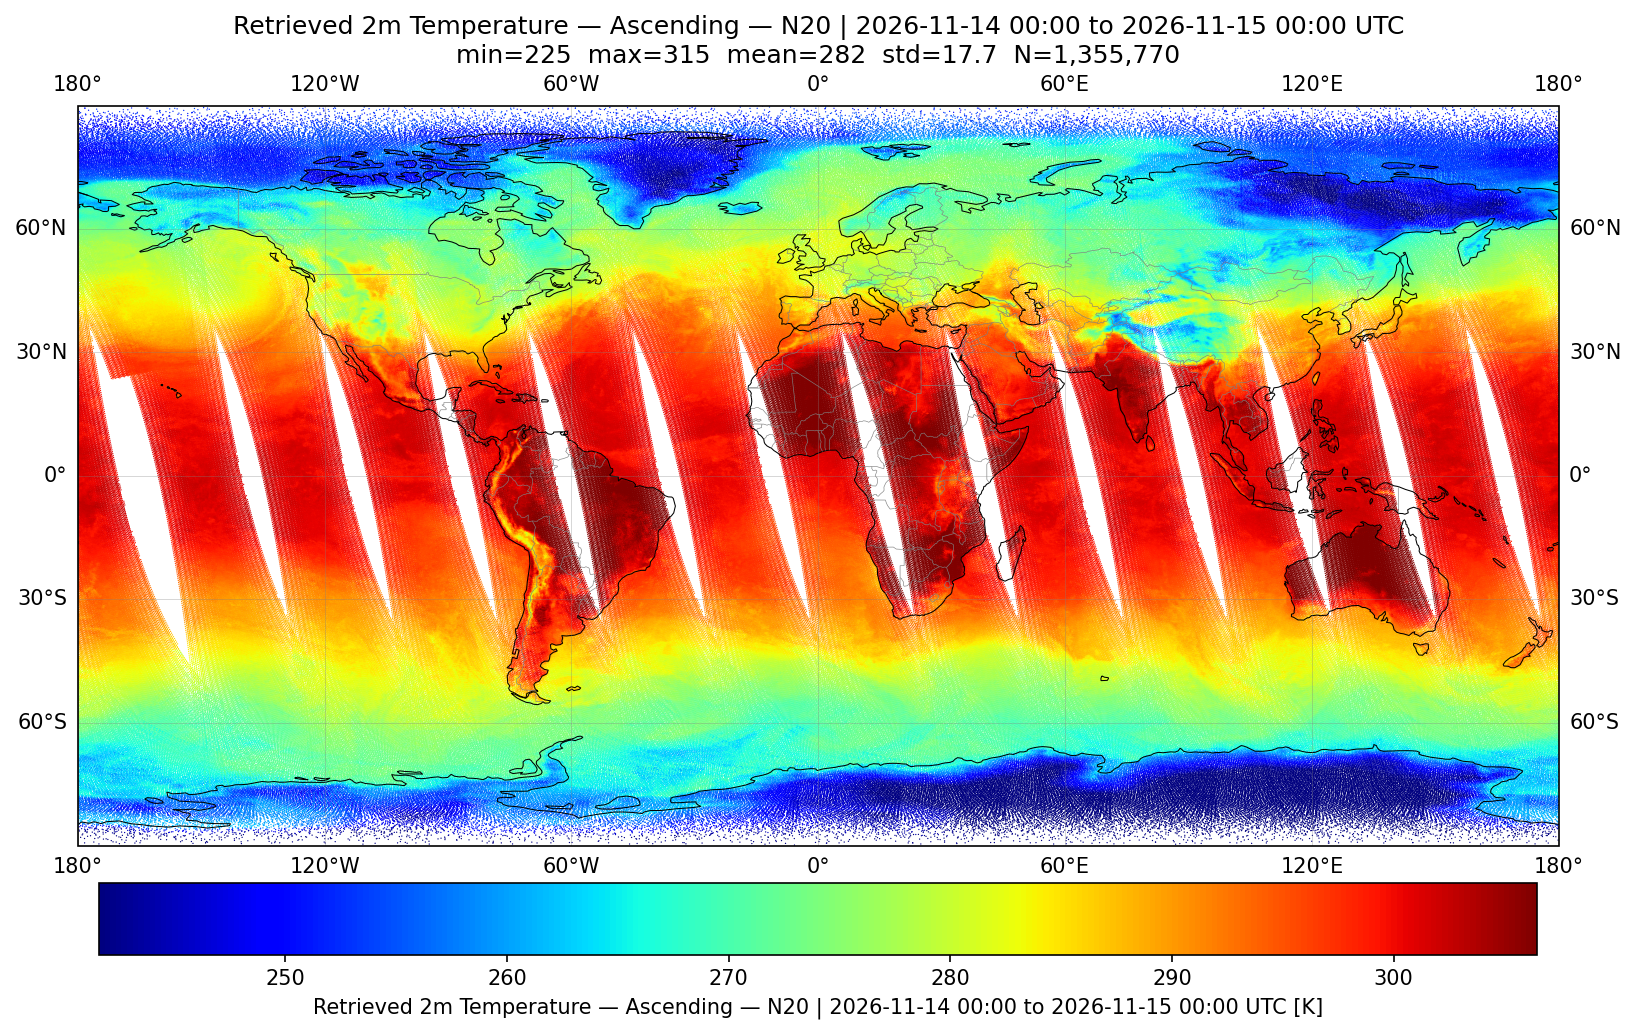 Retrieved 2m Temperature — Ascending — N20 | 2026-11-14 00:00 to 2026-11-15 00:00 UTC
min=225 max=315 mean=282 std=17.7 N=1,355,770
180° 120°W 60°W 0° 60°E 120°E 180°
60°N 60°N
30°N 30°N
0° 0°
30°S 30°S
60°S 60°S
180° 120°W 60°W 0° 60°E 120°E 180°
250 260 270 280 290 300
Retrieved 2m Temperature — Ascending — N20 | 2026-11-14 00:00 to 2026-11-15 00:00 UTC [K]